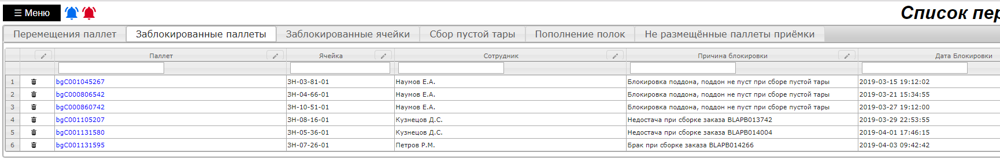 ☰ Меню
Список пер
Перемещения паллет Заблокированные паллеты Заблокированные ячейки Сбор пустой тары Пополнение полок Не размещённые паллеты приёмки
Паллет Ячейка Сотрудник Причина блокировки Дата Блокировки
1 bgC001045267 ЗН-03-81-01 Наумов Е.А. Блокировка поддона, поддон не пуст при сборе пустой тары 2019-03-15 19:12:02
2 bgC000806542 ЗН-04-66-01 Наумов Е.А. Блокировка поддона, поддон не пуст при сборе пустой тары 2019-03-21 15:34:55
3 bgC000860742 ЗН-10-51-01 Наумов Е.А. Блокировка поддона, поддон не пуст при сборе пустой тары 2019-03-27 19:12:00
4 bgC001105207 ЗН-08-16-01 Кузнецов Д.С. Недостача при сборке заказа BLAPB013742 2019-03-29 22:53:55
5 bgC001131580 ЗН-05-36-01 Кузнецов Д.С. Недостача при сборке заказа BLAPB014004 2019-04-01 17:46:15
6 bgC001131595 ЗН-07-26-01 Петров Р.М. Брак при сборке заказа BLAPB014266 2019-04-03 09:42:42